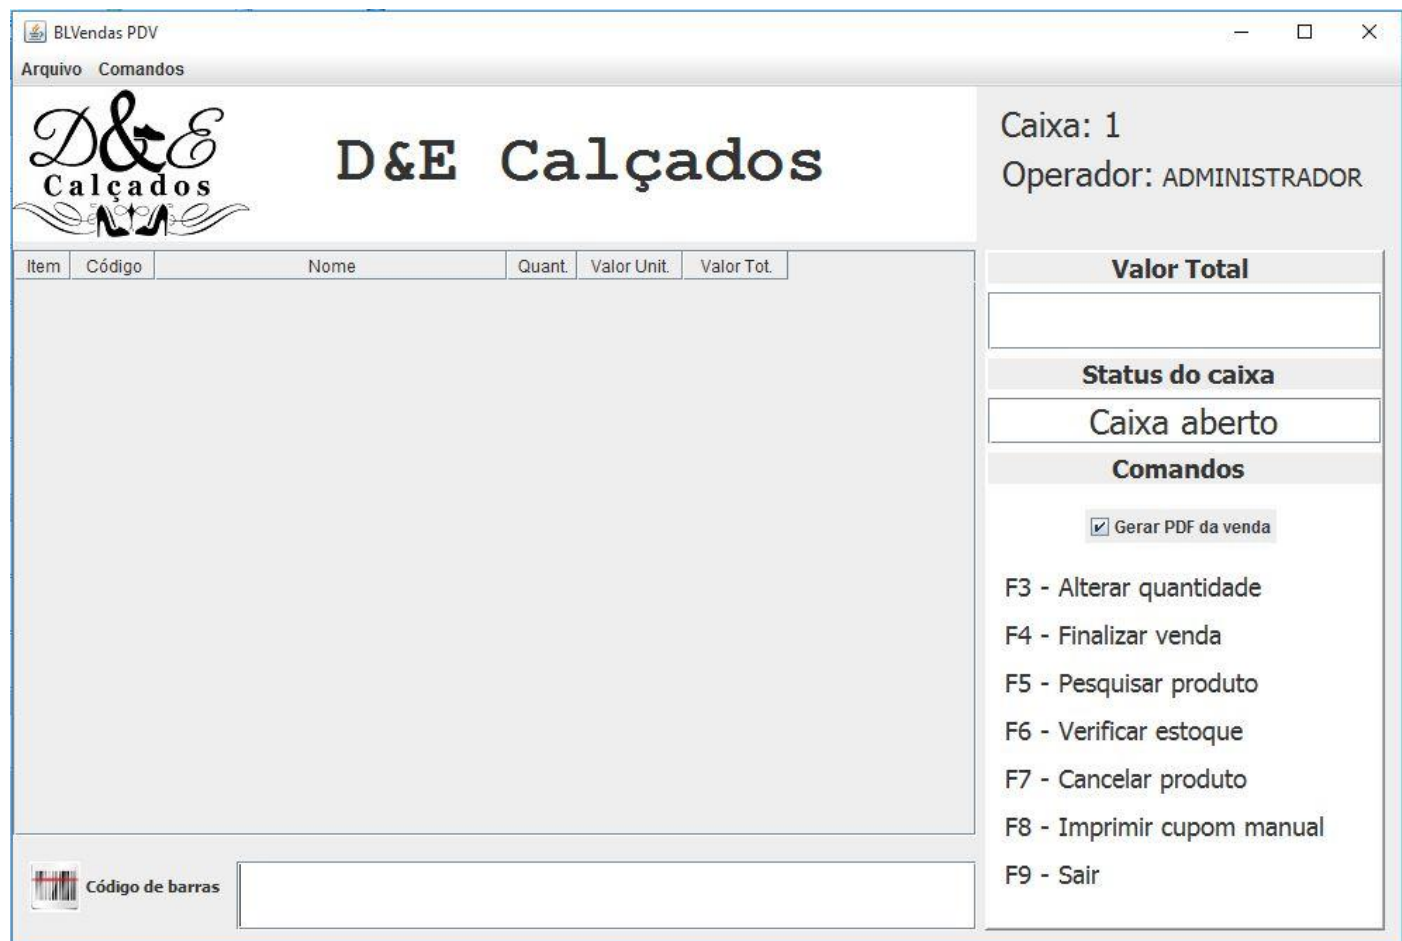 BLVendas PDV
Arquivo Comandos
D&E
Calçados
D&E Calçados
Caixa: 1
Operador: ADMINISTRADOR
Item Código Nome Quant. Valor Unit. Valor Tot.
Valor Total
Status do caixa
Caixa aberto
Comandos
Gerar PDF da venda
F3 - Alterar quantidade
F4 - Finalizar venda
F5 - Pesquisar produto
F6 - Verificar estoque
F7 - Cancelar produto
F8 - Imprimir cupom manual
F9 - Sair
Código de barras